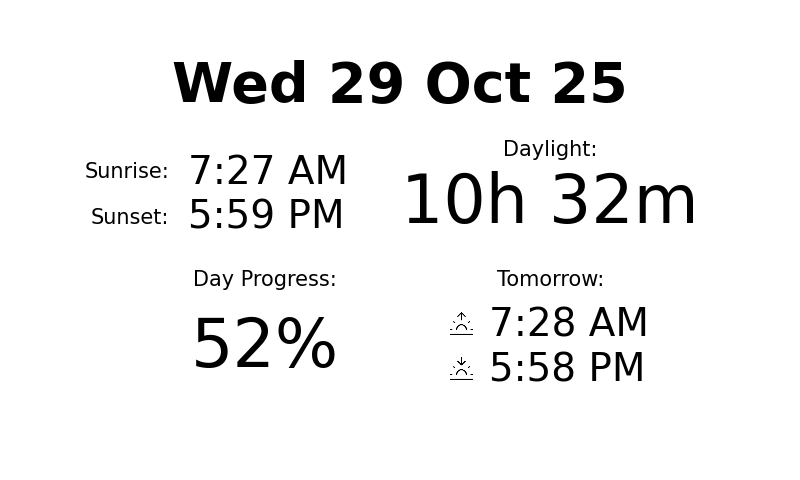 Wed 29 Oct 25
Sunrise: 7:27 AM
Sunset: 5:59 PM
Daylight:
10h 32m
Day Progress:
52%
Tomorrow:
7:28 AM
5:58 PM